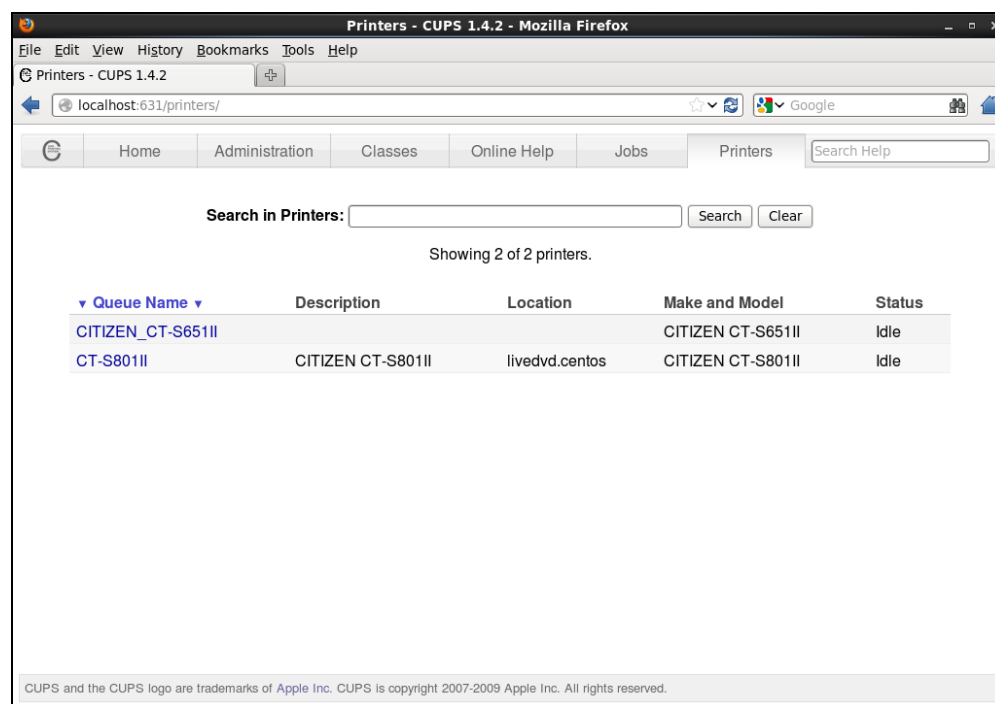 Printers - CUPS 1.4.2 - Mozilla Firefox
File Edit View History Bookmarks Tools Help
Printers - CUPS 1.4.2
localhost:631/printers/ Google
Home Administration Classes Online Help Jobs Printers Search Help
Search in Printers: Search Clear
Showing 2 of 2 printers.
▼ Queue Name ▼ Description Location Make and Model Status
CITIZEN_CT-S651II CITIZEN CT-S651II Idle
CT-S801II CITIZEN CT-S801II livedvd.centos CITIZEN CT-S801II Idle
CUPS and the CUPS logo are trademarks of Apple Inc. CUPS is copyright 2007-2009 Apple Inc. All rights reserved.